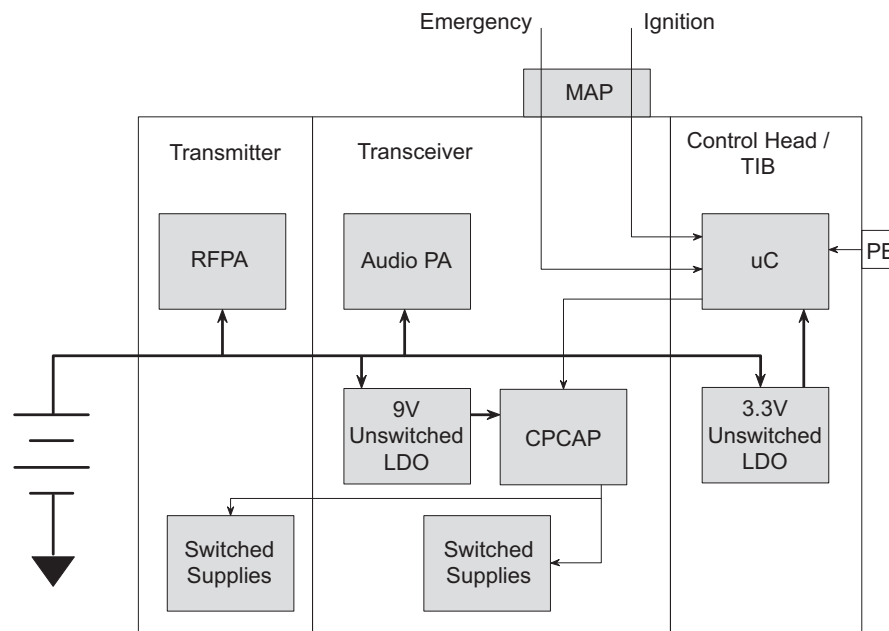 Emergency
Ignition
MAP
Transmitter
Transceiver
Control Head /
TIB
RFPA
Audio PA
uC
9V
Unswitched
LDO
CPCAP
3.3V
Unswitched
LDO
Switched
Supplies
Switched
Supplies